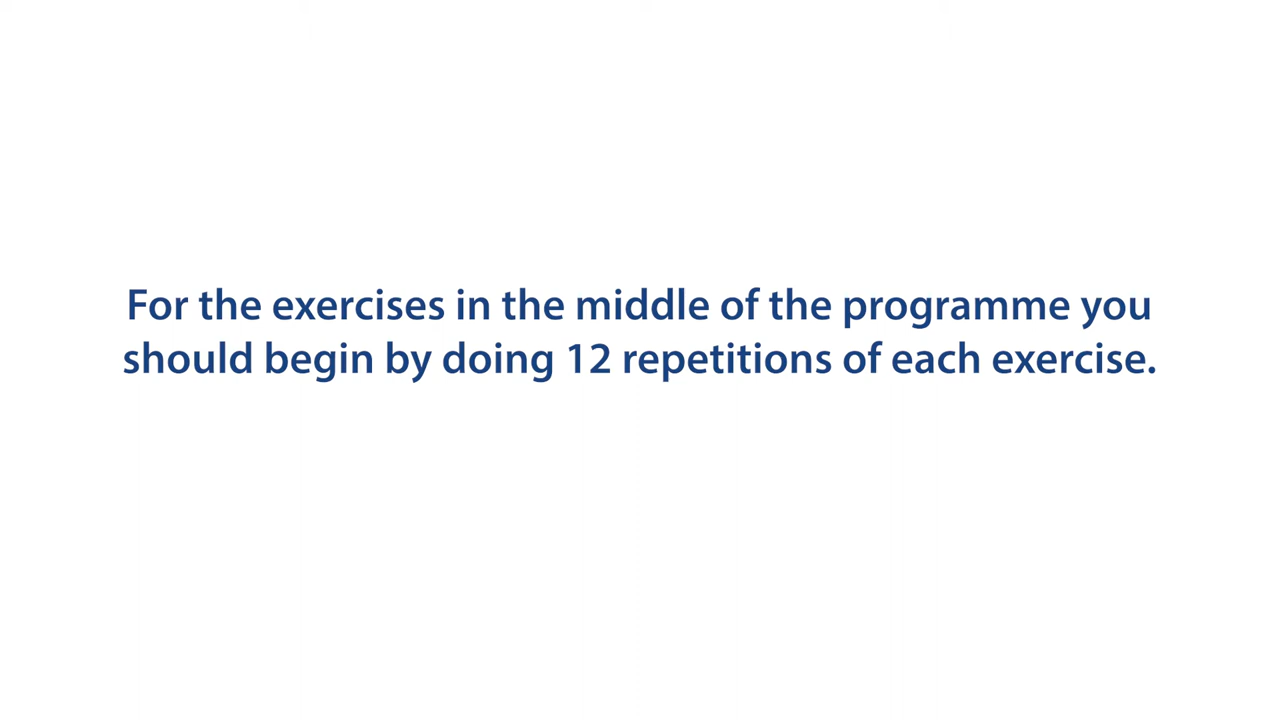 For the exercises in the middle of the programme you
should begin by doing 12 repetitions of each exercise.